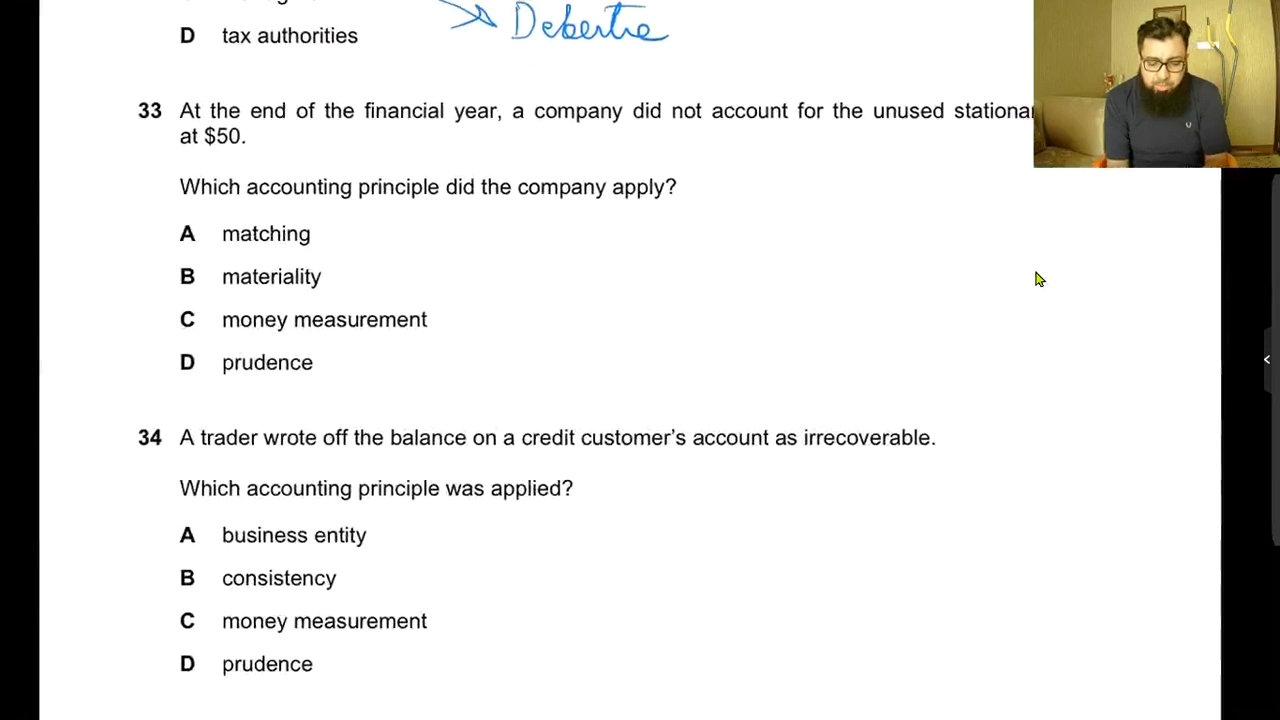 D tax authorities
33 At the end of the financial year, a company did not account for the unused
at $50.
Which accounting principle did the company apply?
A matching
B materiality
C money measurement
D prudence
34 A trader wrote off the balance on a credit customer's account as irrecoverable.
Which accounting principle was applied?
A business entity
B consistency
C money measurement
D prudence